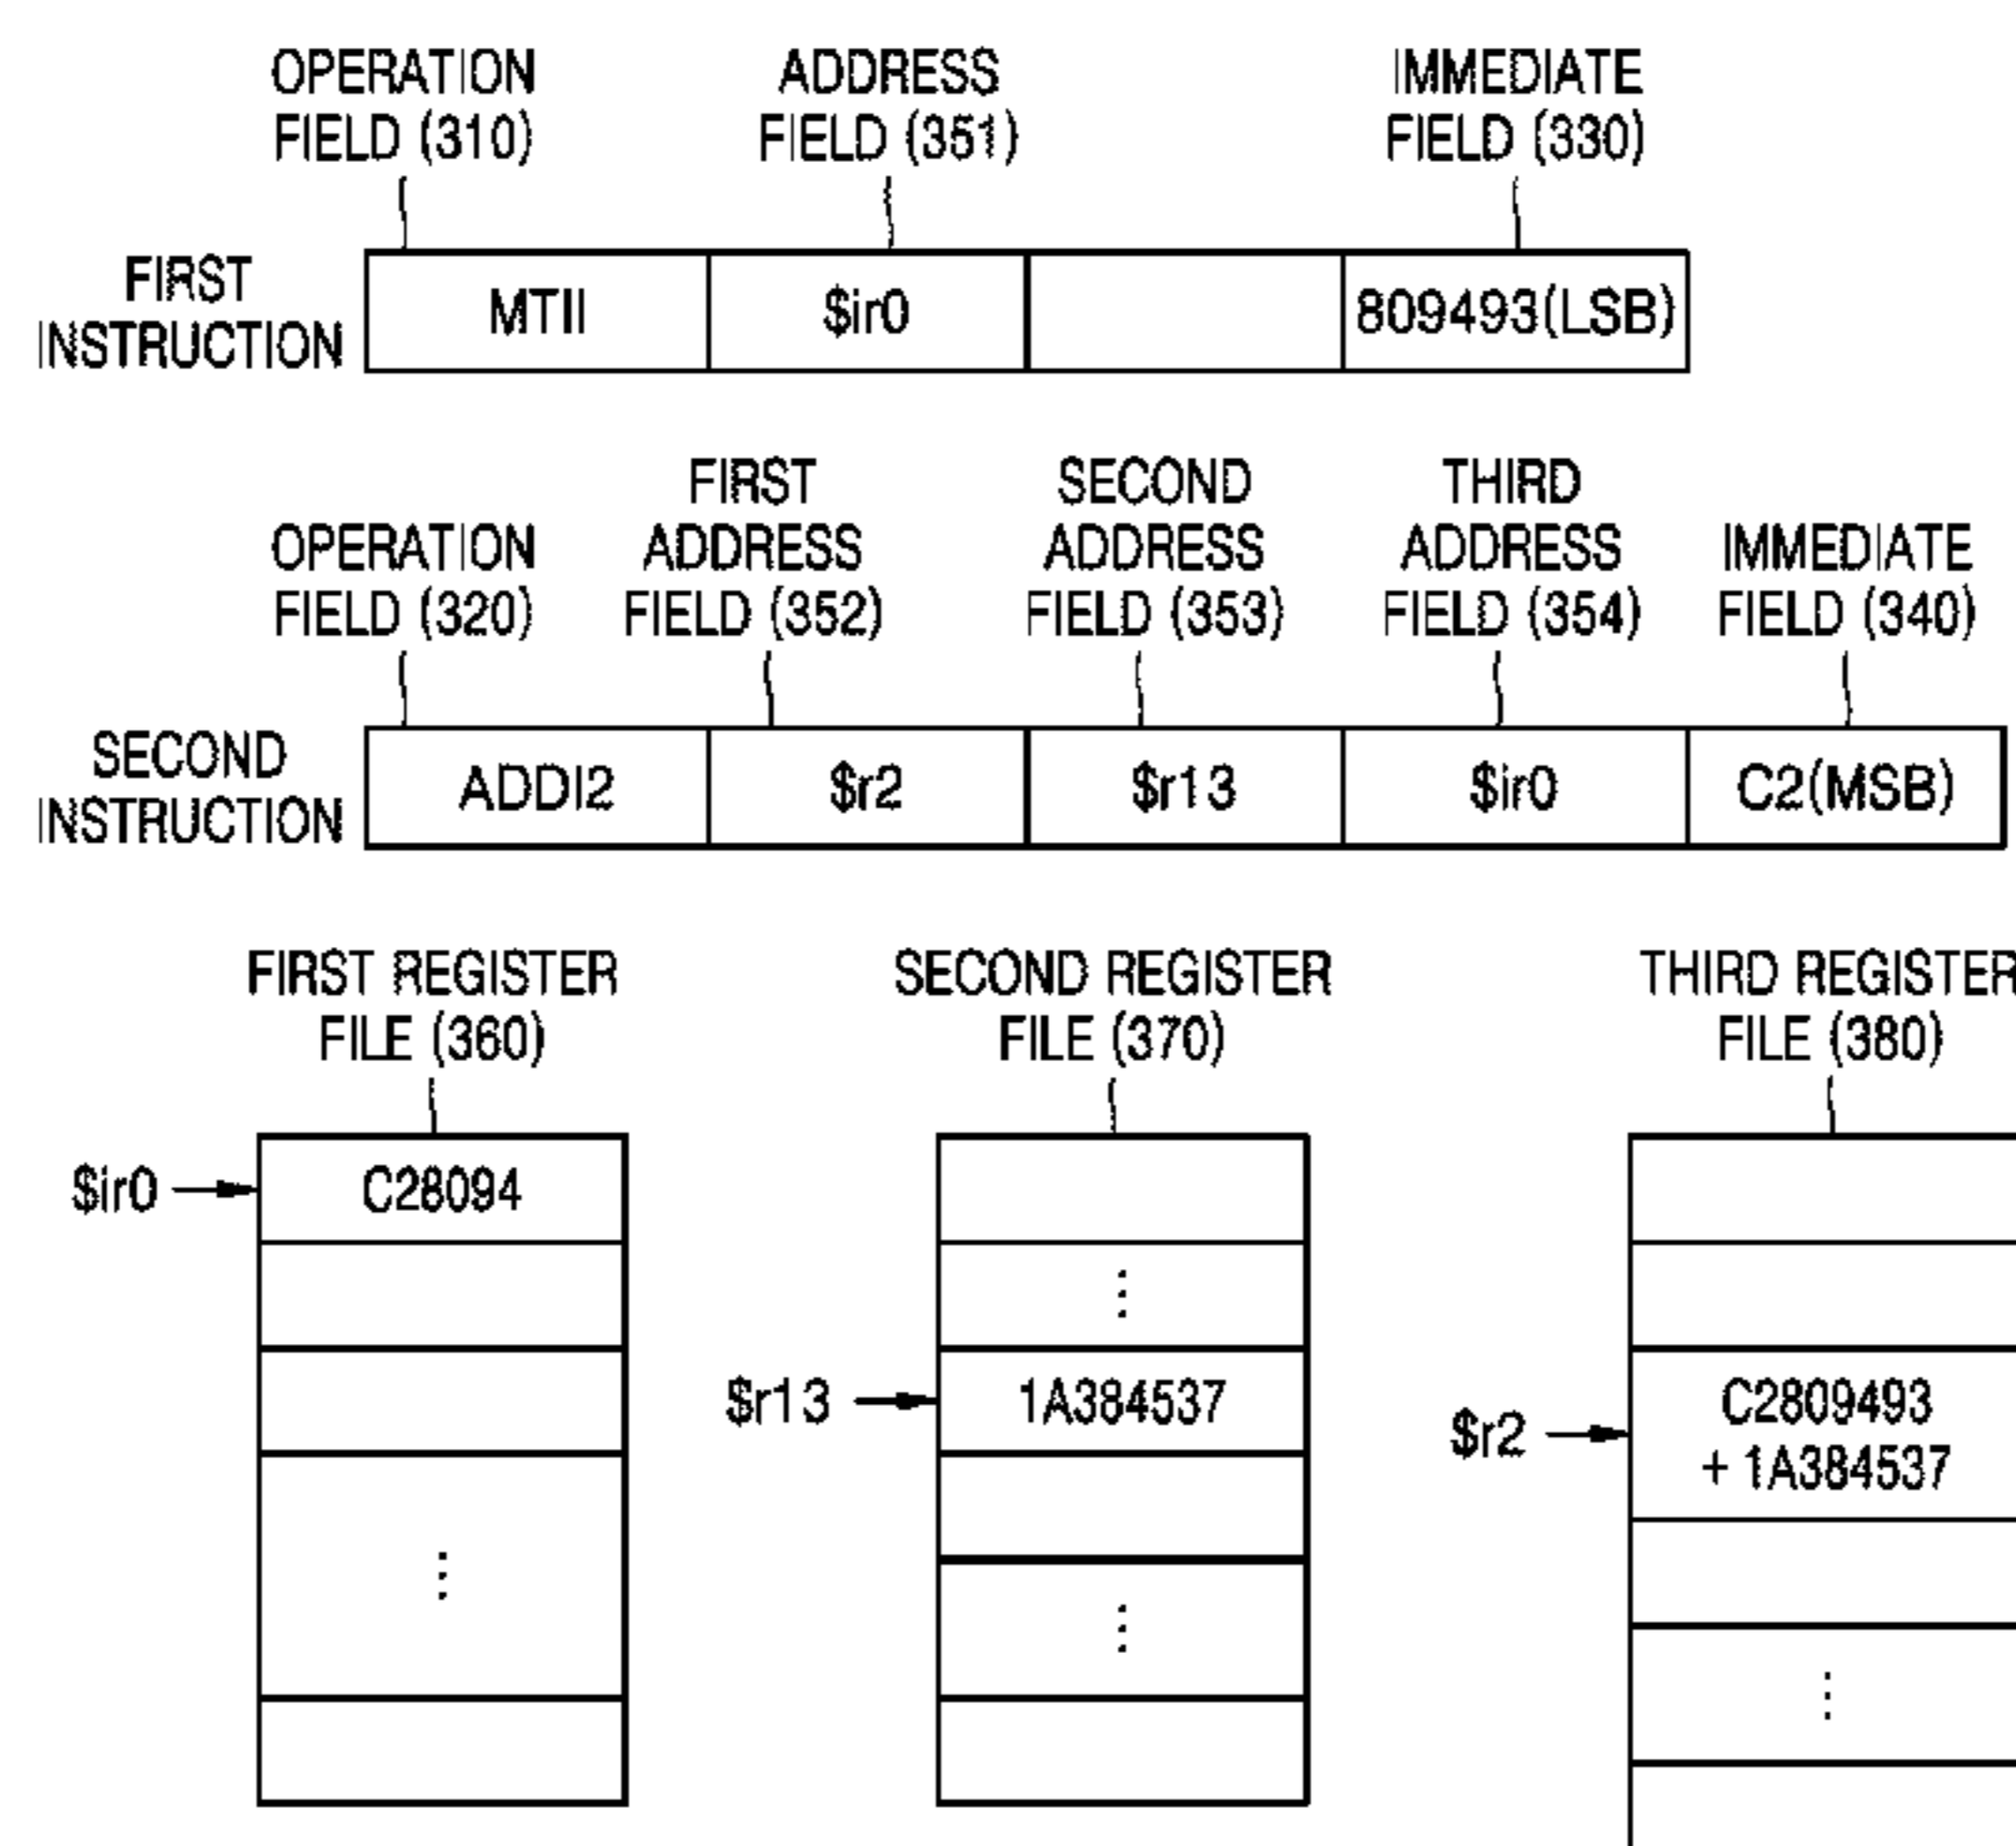 OPERATION FIELD (310)
ADDRESS FIELD (351)
IMMEDIATE FIELD (330)
FIRST INSTRUCTION
MTII
$ir0
809493(LSB)
OPERATION FIELD (320)
FIRST ADDRESS FIELD (352)
SECOND ADDRESS FIELD (353)
THIRD ADDRESS FIELD (354)
IMMEDIATE FIELD (340)
SECOND INSTRUCTION
ADDI2
$r2
$r13
$ir0
C2(MSB)
FIRST REGISTER FILE (360)
SECOND REGISTER FILE (370)
THIRD REGISTER FILE (380)
$ir0
C28094
$r13
1A384537
$r2
C2809493
+ 1A384537